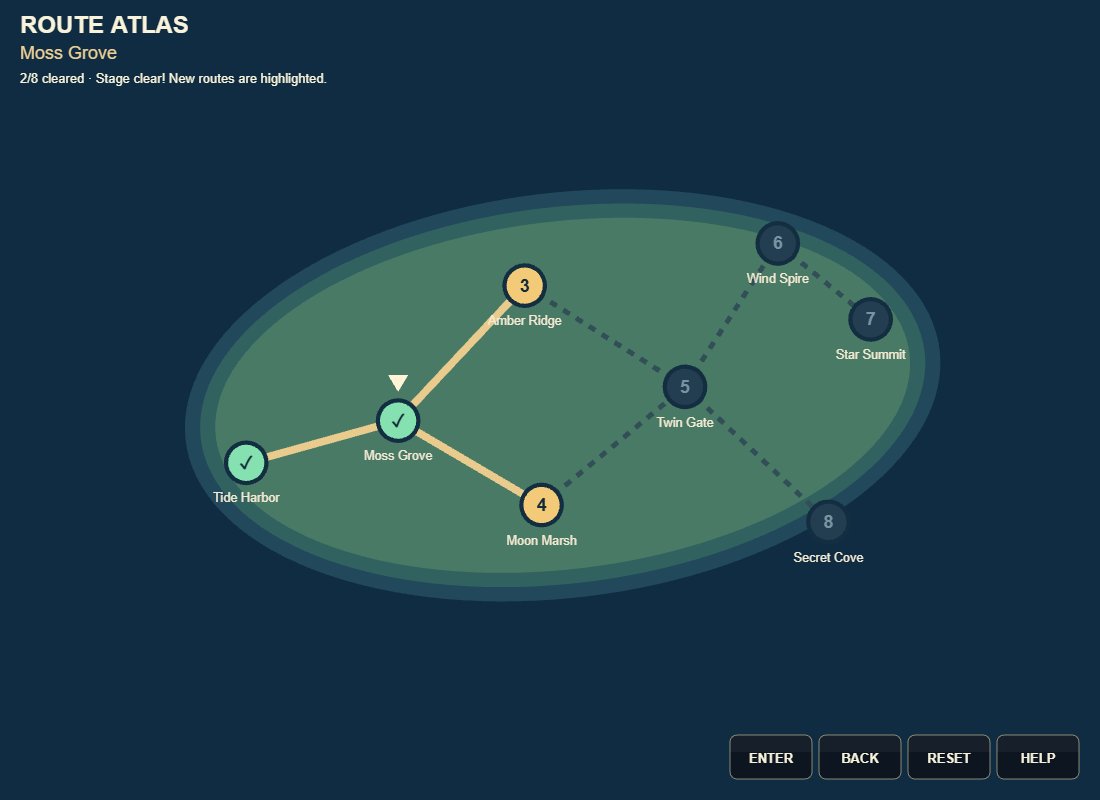 ROUTE ATLAS
Moss Grove
2/8 cleared · Stage clear! New routes are highlighted.
6
Wind Spire
3
Amber Ridge
7
Star Summit
5
Twin Gate
✓
Moss Grove
✓
Tide Harbor
4
Moon Marsh
8
Secret Cove
ENTER
BACK
RESET
HELP